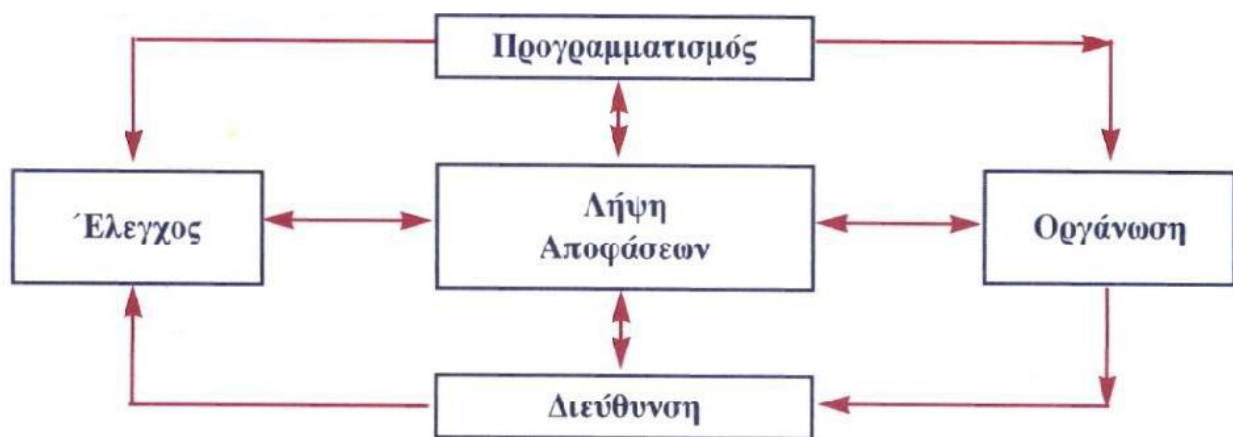 Προγραμματισμός
Έλεγχος
Λήψη
Αποφάσεων
Οργάνωση
Διεύθυνση